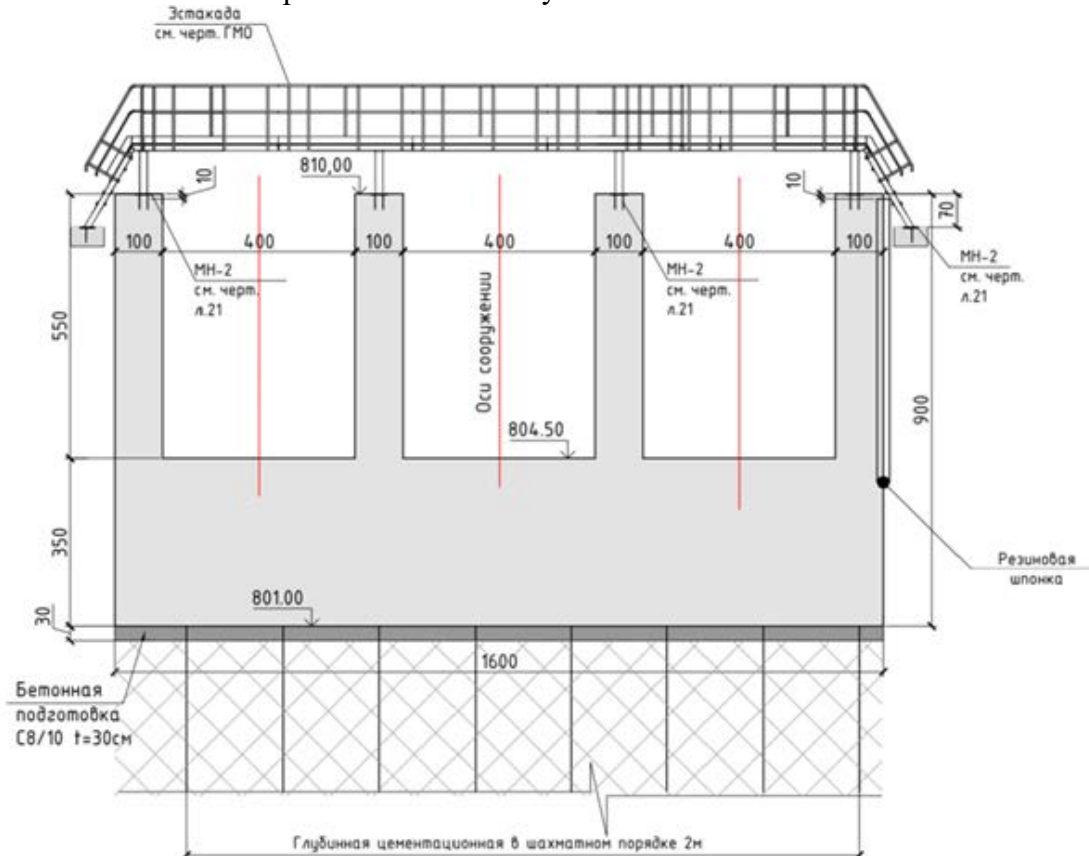 Эстакада
см. черт. ГМО
810,00
10
10
70
100
400
100
400
100
400
100
МН-2
см. черт.
л.21
МН-2
см. черт.
л.21
МН-2
см. черт.
л.21
550
Оси сооружении
900
804.50
350
Резиновая
шпонка
801.00
30
1600
Бетонная
подготовка
С8/10 t=30см
Глубинная цементационная в шахматном порядке 2м